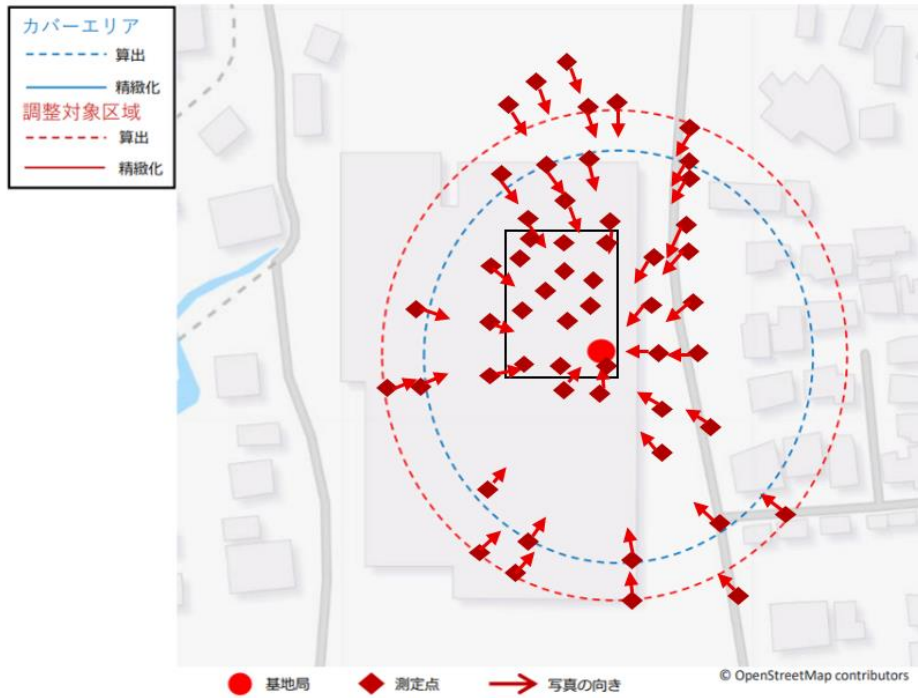 カバーエリア
算出
精緻化
調整対象区域
算出
精緻化
基地局
測定点
写真の向き
© OpenStreetMap contributors